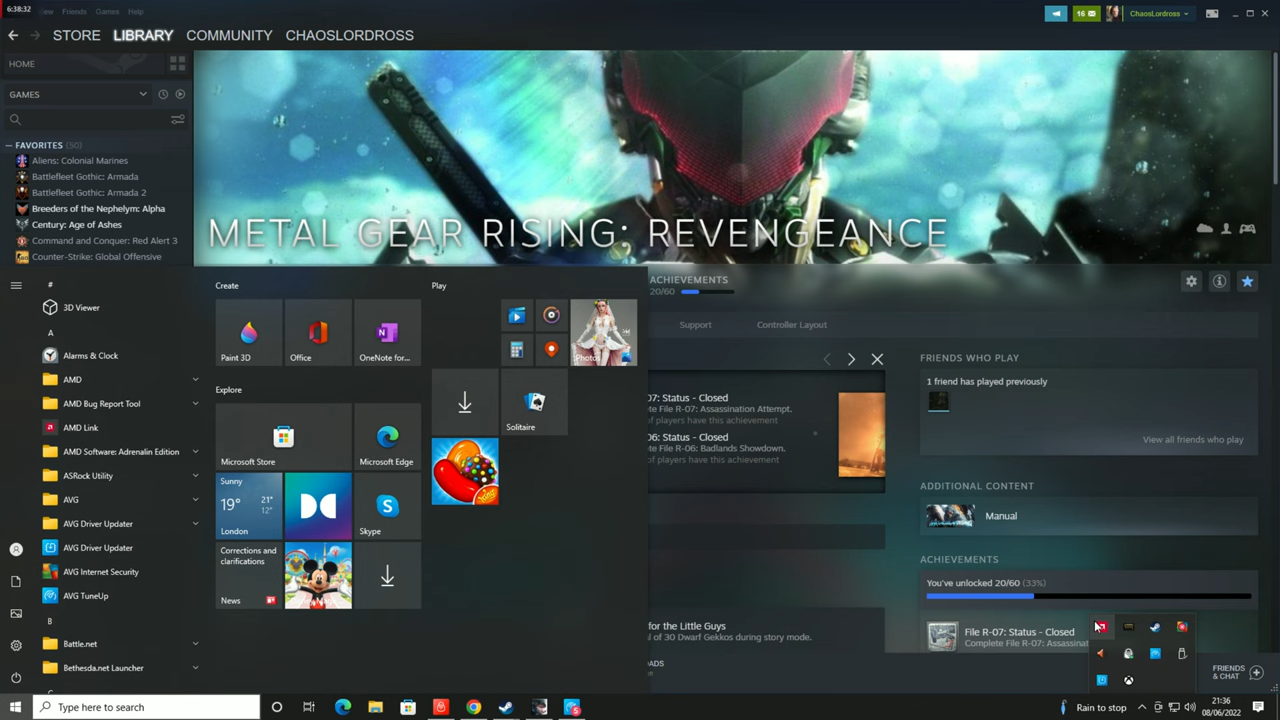 6:38:32
View
Friends
Games
Help
16
ChaosLordross
STORE
LIBRARY
COMMUNITY
CHAOSLORDROSS
HOME
GAMES
FAVORITES (50)
Aliens: Colonial Marines
Battlefleet Gothic: Armada
Battlefleet Gothic: Armada 2
Breeders of the Nephelym: Alpha
Century: Age of Ashes
Command and Conquer: Red Alert 3
Counter-Strike: Global Offensive
METAL GEAR RISING: REVENGEANCE
ACHIEVEMENTS
20/60
Support
Controller Layout
07: Status - Closed
ete File R-07: Assassination Attempt.
of players have this achievement
06: Status - Closed
ete File R-06: Badlands Showdown.
of players have this achievement
for the Little Guys
al of 30 Dwarf Gekkos during story mode.
FRIENDS WHO PLAY
1 friend has played previously
View all friends who play
ADDITIONAL CONTENT
Manual
ACHIEVEMENTS
You've unlocked 20/60 (33%)
File R-07: Status - Closed
Complete File R-07: Assassinat
FRIENDS
& CHAT
#
3D Viewer
A
Alarms & Clock
AMD
AMD Bug Report Tool
AMD Link
AMD Software: Adrenalin Edition
ASRock Utility
AVG
AVG Driver Updater
AVG Driver Updater
AVG Internet Security
AVG TuneUp
B
Battle.net
Bethesda.net Launcher
Create
Paint 3D
Office
OneNote for...
Explore
Microsoft Store
Microsoft Edge
Sunny
19°
21°
12°
London
Skype
Corrections and
clarifications
News
Play
Photos
Solitaire
OADS
Type here to search
5
Rain to stop
21:36
08/06/2022